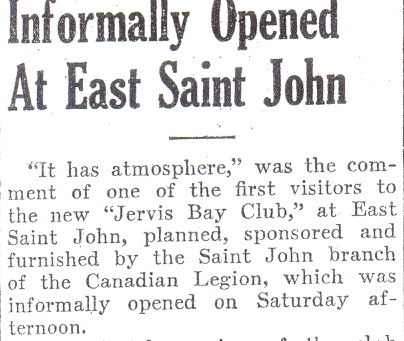 Informally Opened
At East Saint John
"It has atmosphere," was the com-
ment of one of the first visitors to
the new "Jervis Bay Club," at East
Saint John, planned, sponsored and
furnished by the Saint John branch
of the Canadian Legion, which was
informally opened on Saturday af-
ternoon.